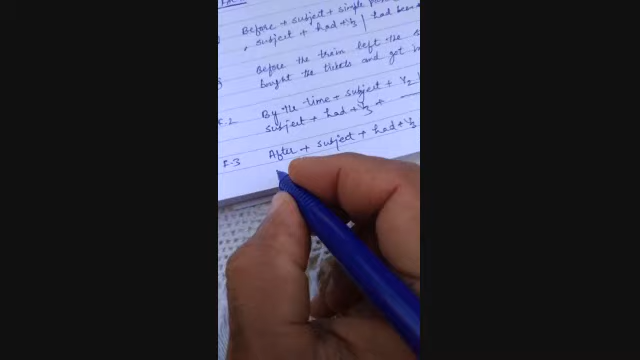 Before + subject + simple
, subject + had + V3 | had been
Before the train left the
bought the tickets and get
F.2 By the time + subject + V2
subject + had + V3 +
F.3 After + subject + had + V3